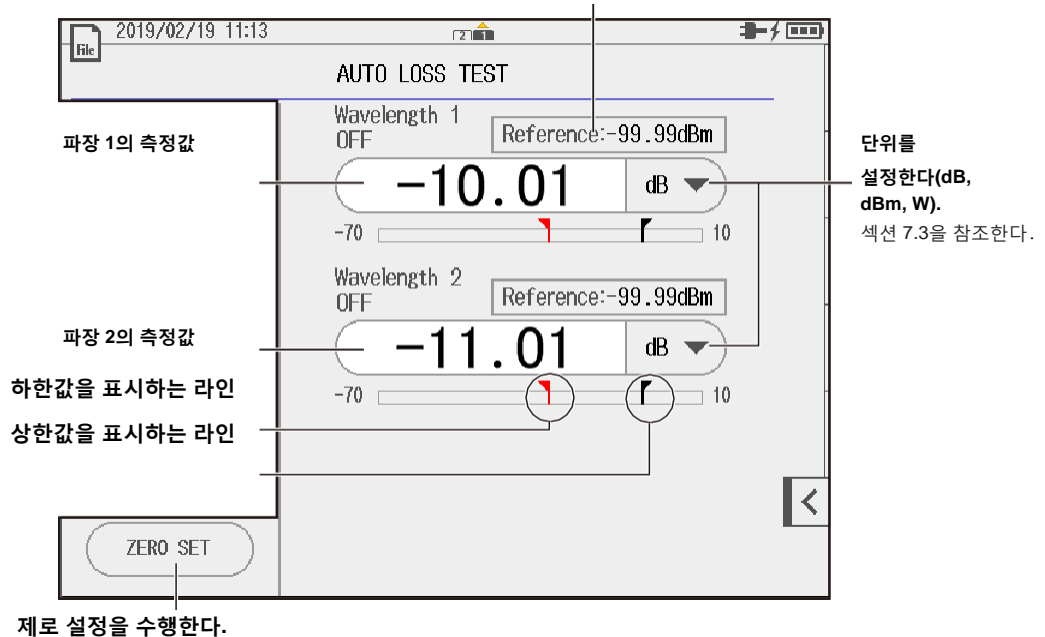 2019/02/19 11:13
File
2 1
AUTO LOSS TEST
Wavelength 1
OFF
Reference:-99.99dBm
파장 1의 측정값
-10.01
dB
단위를
설정한다(dB,
dBm, W).
섹션 7.3을 참조한다.
-70
10
Wavelength 2
OFF
Reference:-99.99dBm
파장 2의 측정값
-11.01
dB
하한값을 표시하는 라인
-70
10
상한값을 표시하는 라인
ZERO SET
제로 설정을 수행한다.